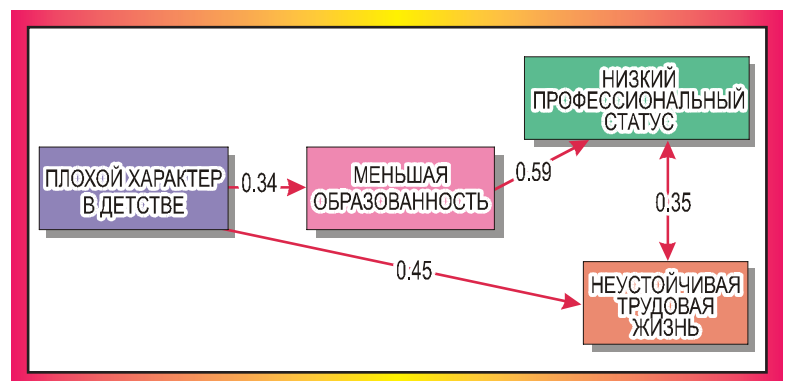 НИЗКИЙ
ПРОФЕССИОНАЛЬНЫЙ
СТАТУС
ПЛОХОЙ ХАРАКТЕР
В ДЕТСТВЕ
0.34
МЕНЬШАЯ
ОБРАЗОВАННОСТЬ
0.59
0.35
0.45
НЕУСТОЙЧИВАЯ
ТРУДОВАЯ
ЖИЗНЬ